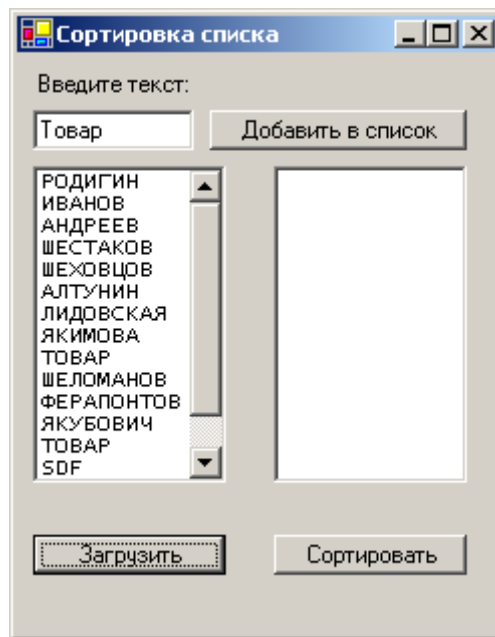 Сортировка списка
Введите текст:
Товар
Добавить в список
РОДИГИН
ИВАНОВ
АНДРЕЕВ
ШЕСТАКОВ
ШЕХОВЦОВ
АЛТУНИН
ЛИДОВСКАЯ
ЯКИМОВА
ТОВАР
ШЕЛОМАНОВ
ФЕРАПОНТОВ
ЯКУБОВИЧ
ТОВАР
SDF
Загрузить
Сортировать